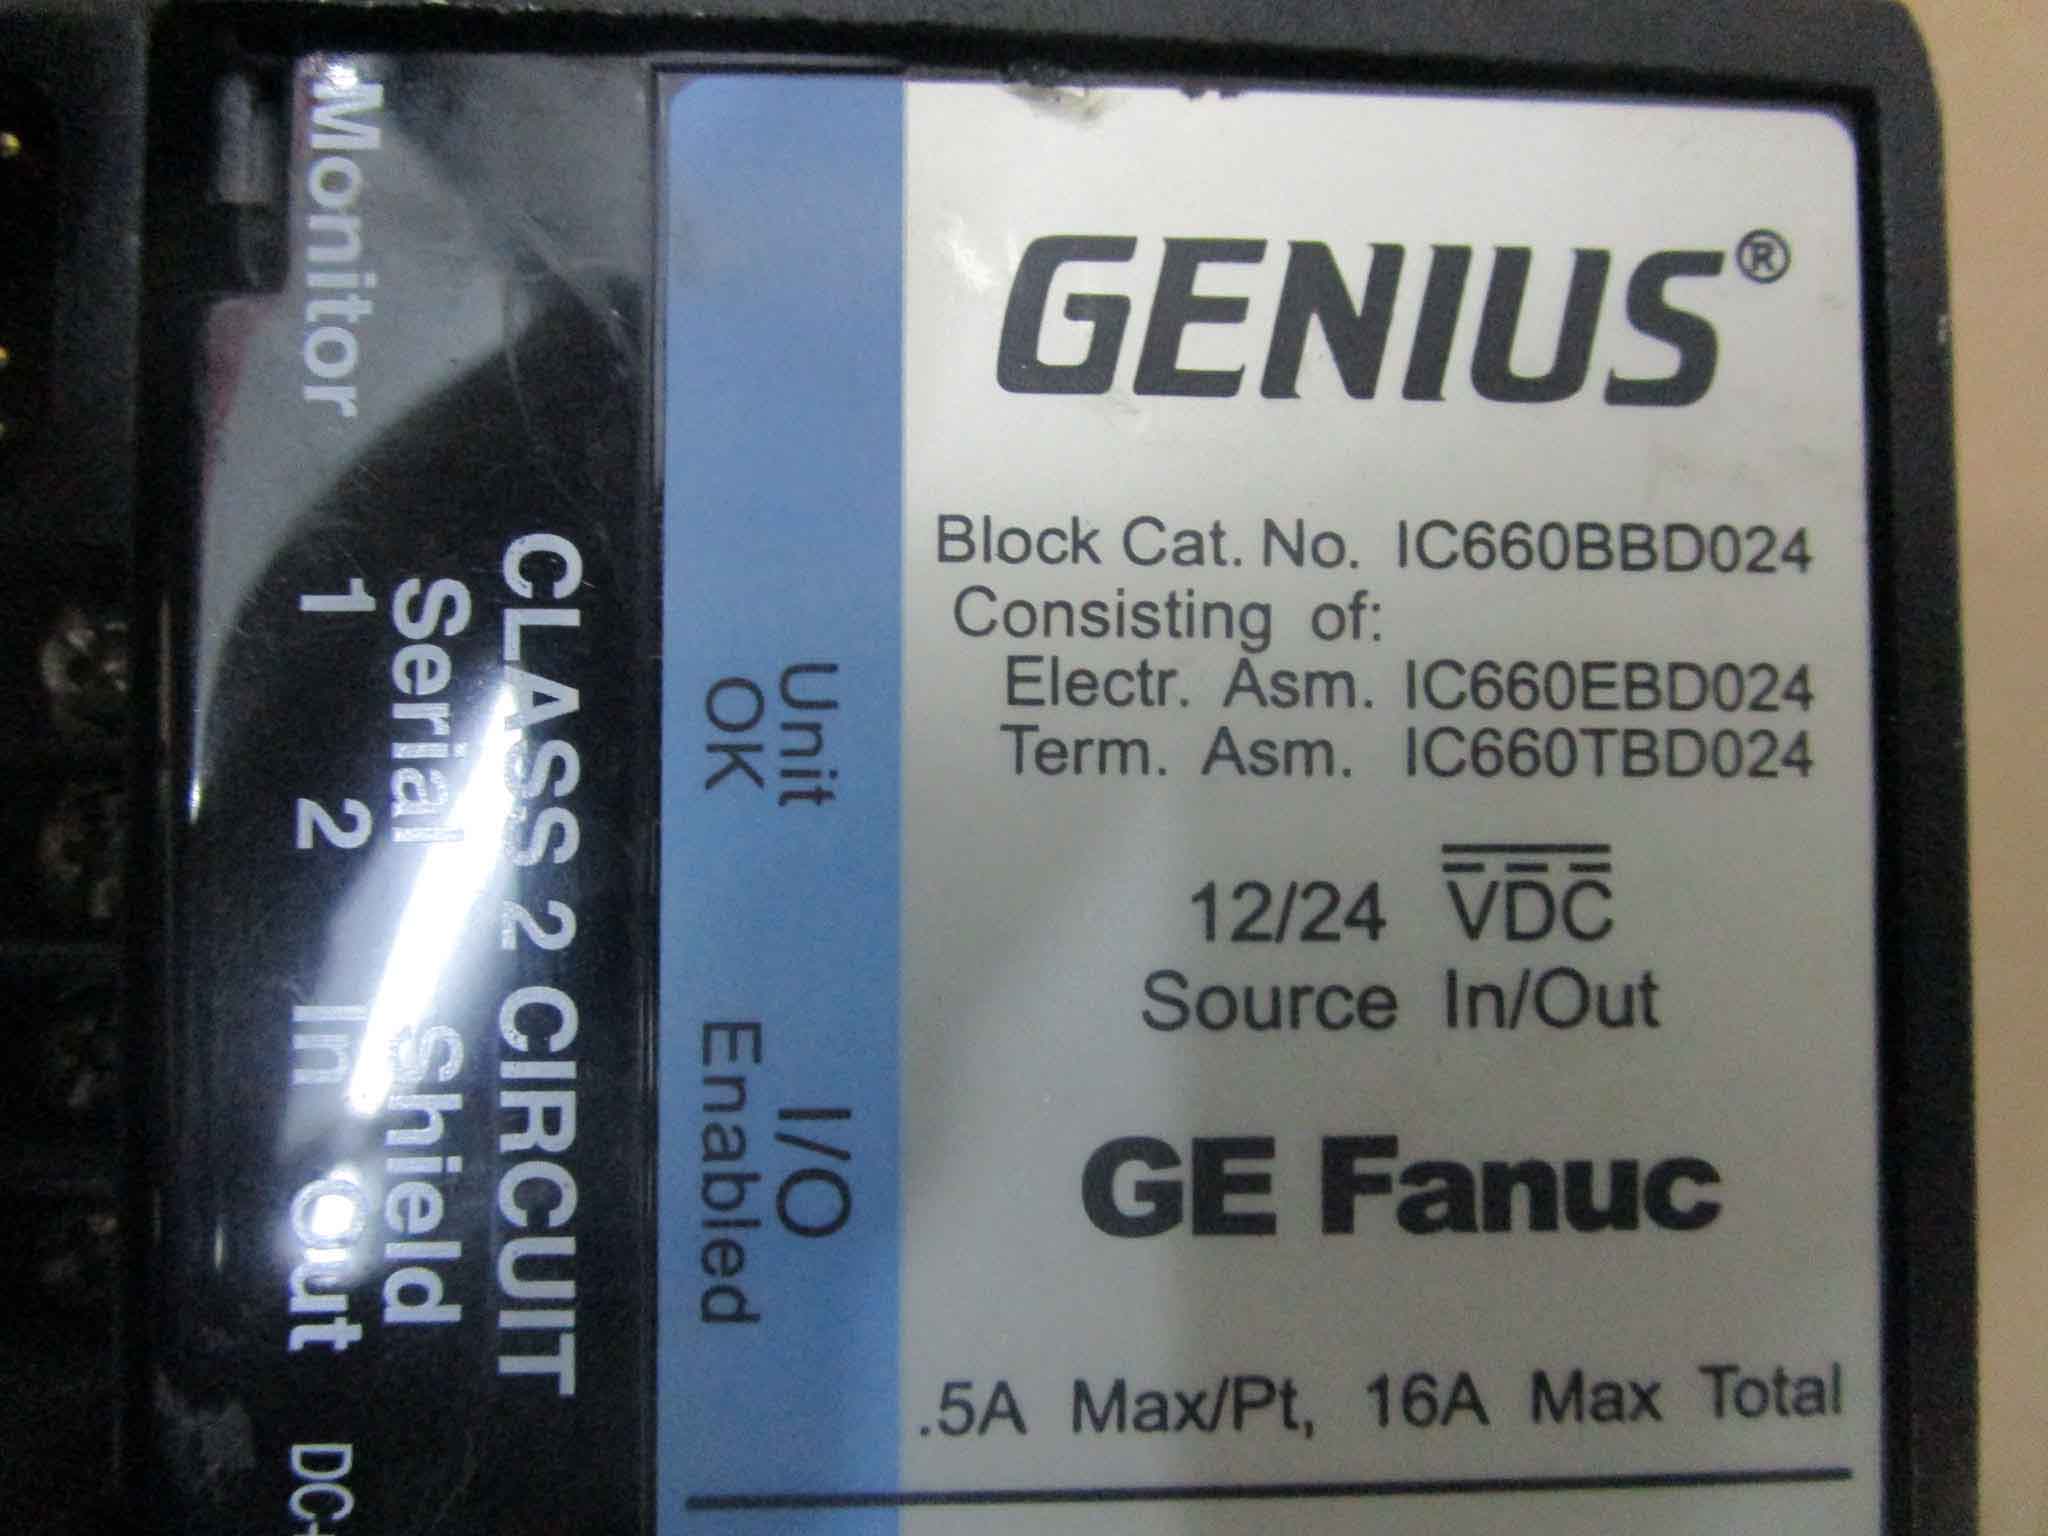 GENIUS®
Block Cat. No. IC660BBD024
Consisting of:
Electr. Asm. IC660EBD024
Term. Asm. IC660TBD024
12/24 VDC
Source In/Out
GE Fanuc
.5A Max/Pt, 16A Max Total
Unit
OK
I/O
Enabled
CLASS 2 CIRCUIT
Serial Shield
1 2 In Out
Monitor
DC+